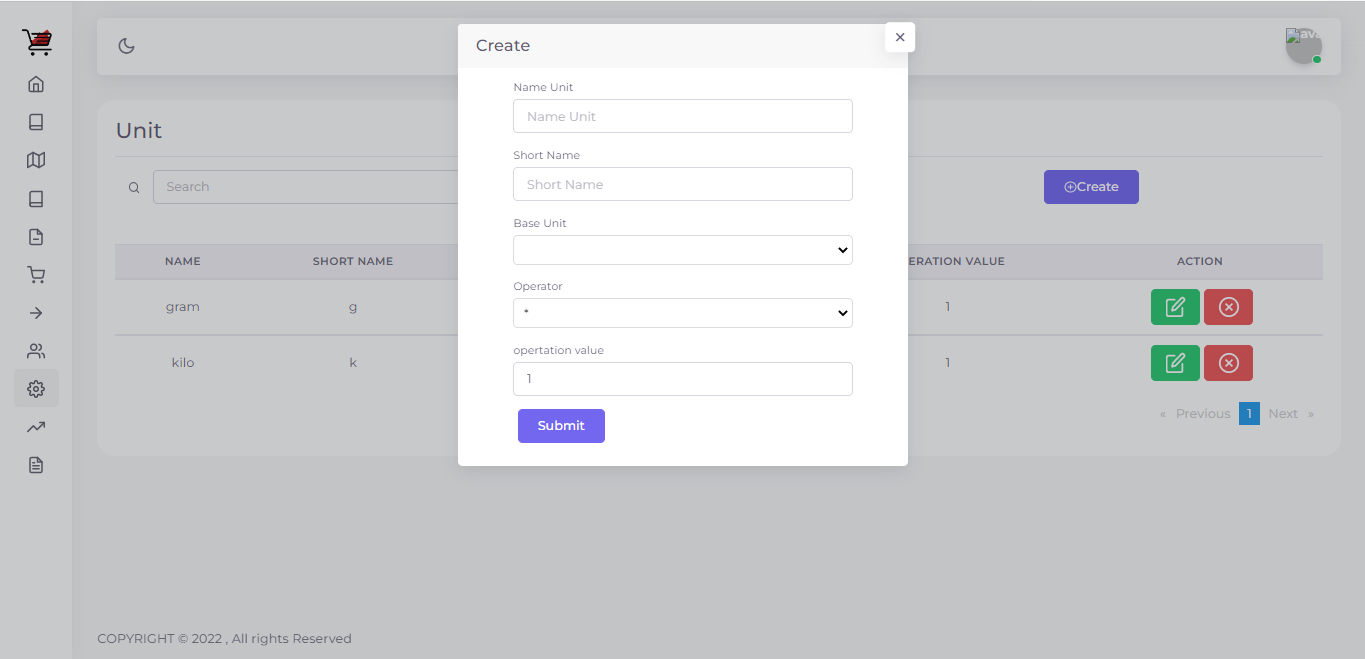 ava
Create
×
Unit
Name Unit
Name Unit
Short Name
Short Name
Search
Create
Base Unit
NAME
SHORT NAME
ERATION VALUE
ACTION
Operator
*
gram
g
1
opertation value
1
kilo
k
1
Submit
« Previous 1 Next »
COPYRIGHT © 2022 , All rights Reserved